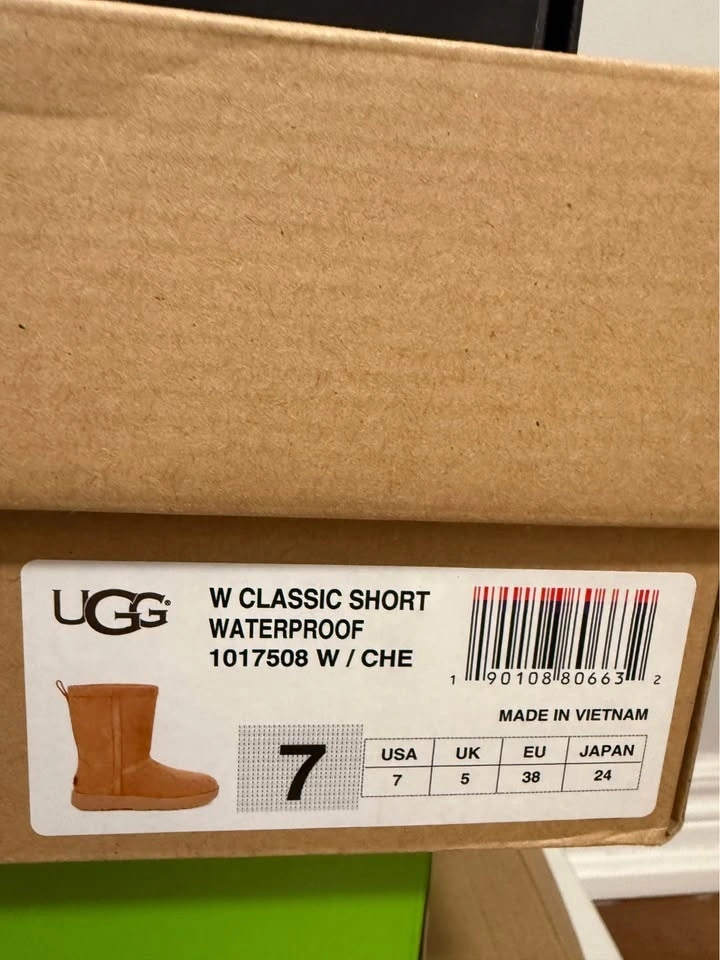 UGG®
W CLASSIC SHORT
WATERPROOF
1017508 W / CHE
1 90108 80663 2
MADE IN VIETNAM
7
USA UK EU JAPAN
7 5 38 24